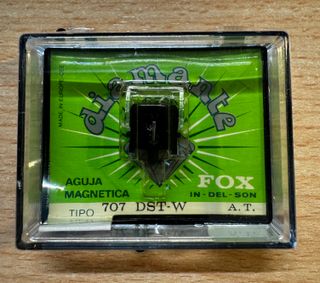 MADE IN EUROPE-C.E.
diamante
AGUJA
MAGNETICA
FOX
IN-DEL-SON
TIPO 707 DST-W A.T.